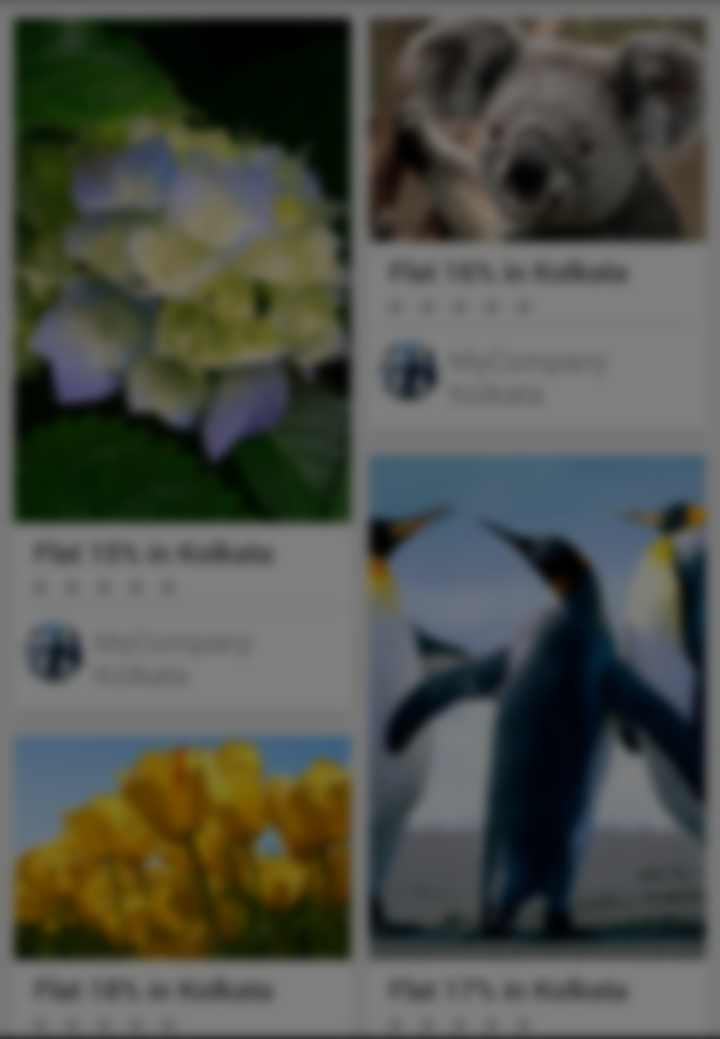 Flat 15% in Kolkata
MyCompany
Kolkata
Flat 18% in Kolkata
Flat 16% in Kolkata
MyCompany
Kolkata
Flat 17% in Kolkata